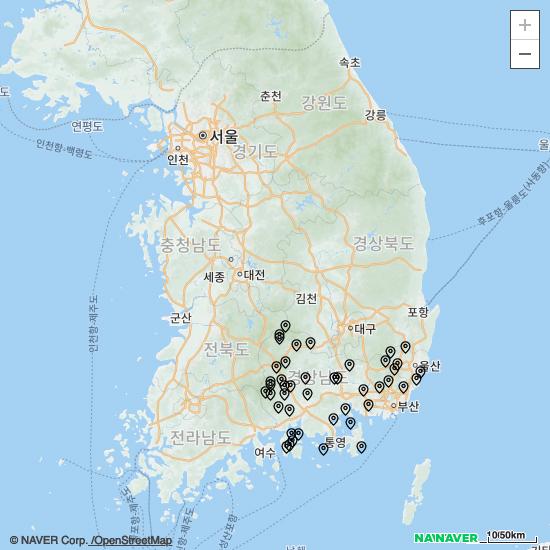 +
−
속초
춘천
강원도
강릉
연평도
서울
인천
경기도
인천항-백령도
울
후포항-울릉도(사동항)
충청남도
경상북도
세종
대전
김천
군산
포항
대구
인천항-제주도
전북도
경상남도
울산
부산
전라남도
여수
통영
© NAVER Corp. /OpenStreetMap
NA!NAVER
10/50km